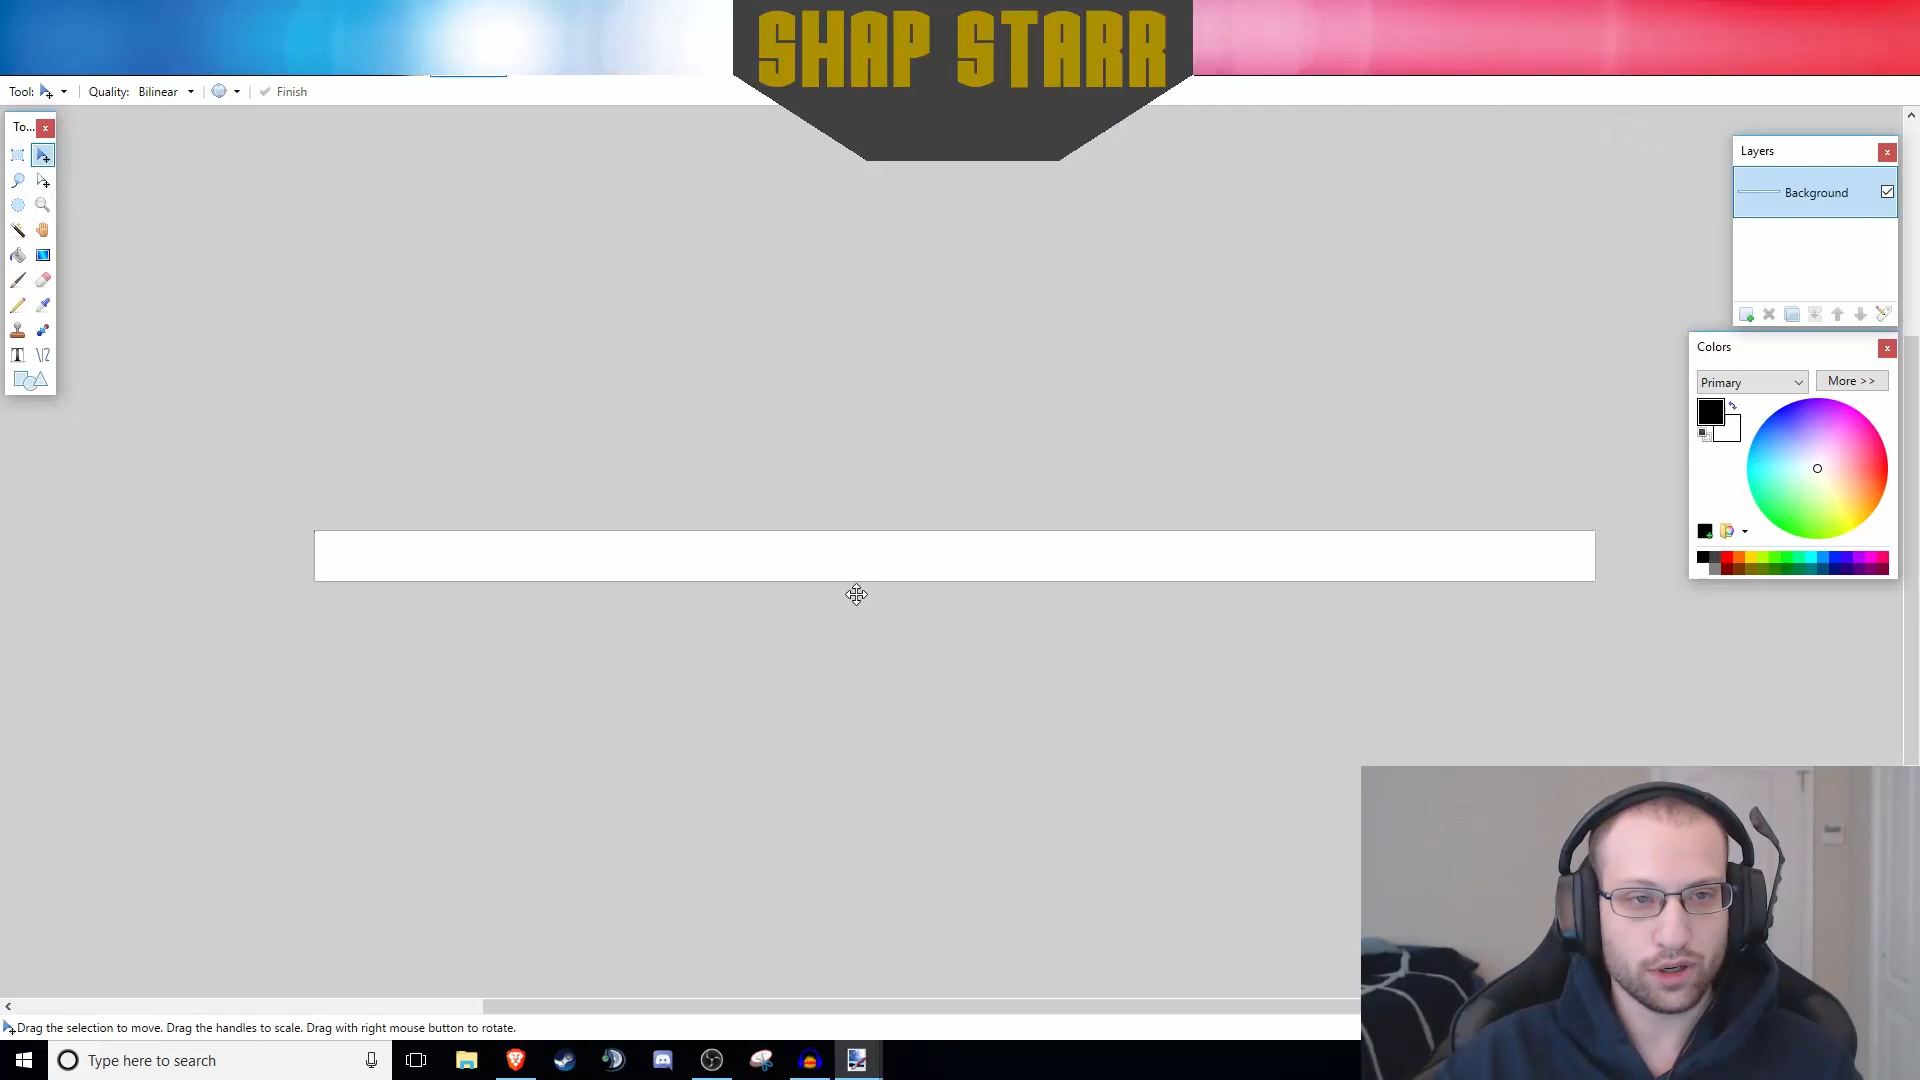 SHAP STARR
Tool:
Quality: Bilinear
Finish
To...
Layers
Background
Colors
Primary
More >>
Drag the selection to move. Drag the handles to scale. Drag with right mouse button to rotate.
Type here to search